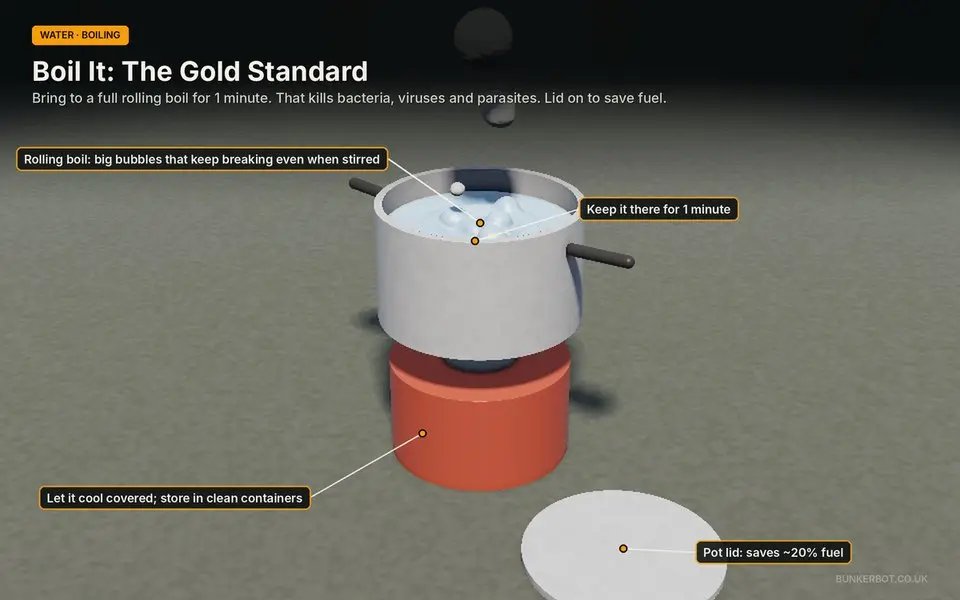 WATER · BOILING
Boil It: The Gold Standard
Bring to a full rolling boil for 1 minute. That kills bacteria, viruses and parasites. Lid on to save fuel.
Rolling boil: big bubbles that keep breaking even when stirred
Keep it there for 1 minute
Let it cool covered; store in clean containers
Pot lid: saves ~20% fuel
BUNKERBOT.CO.UK